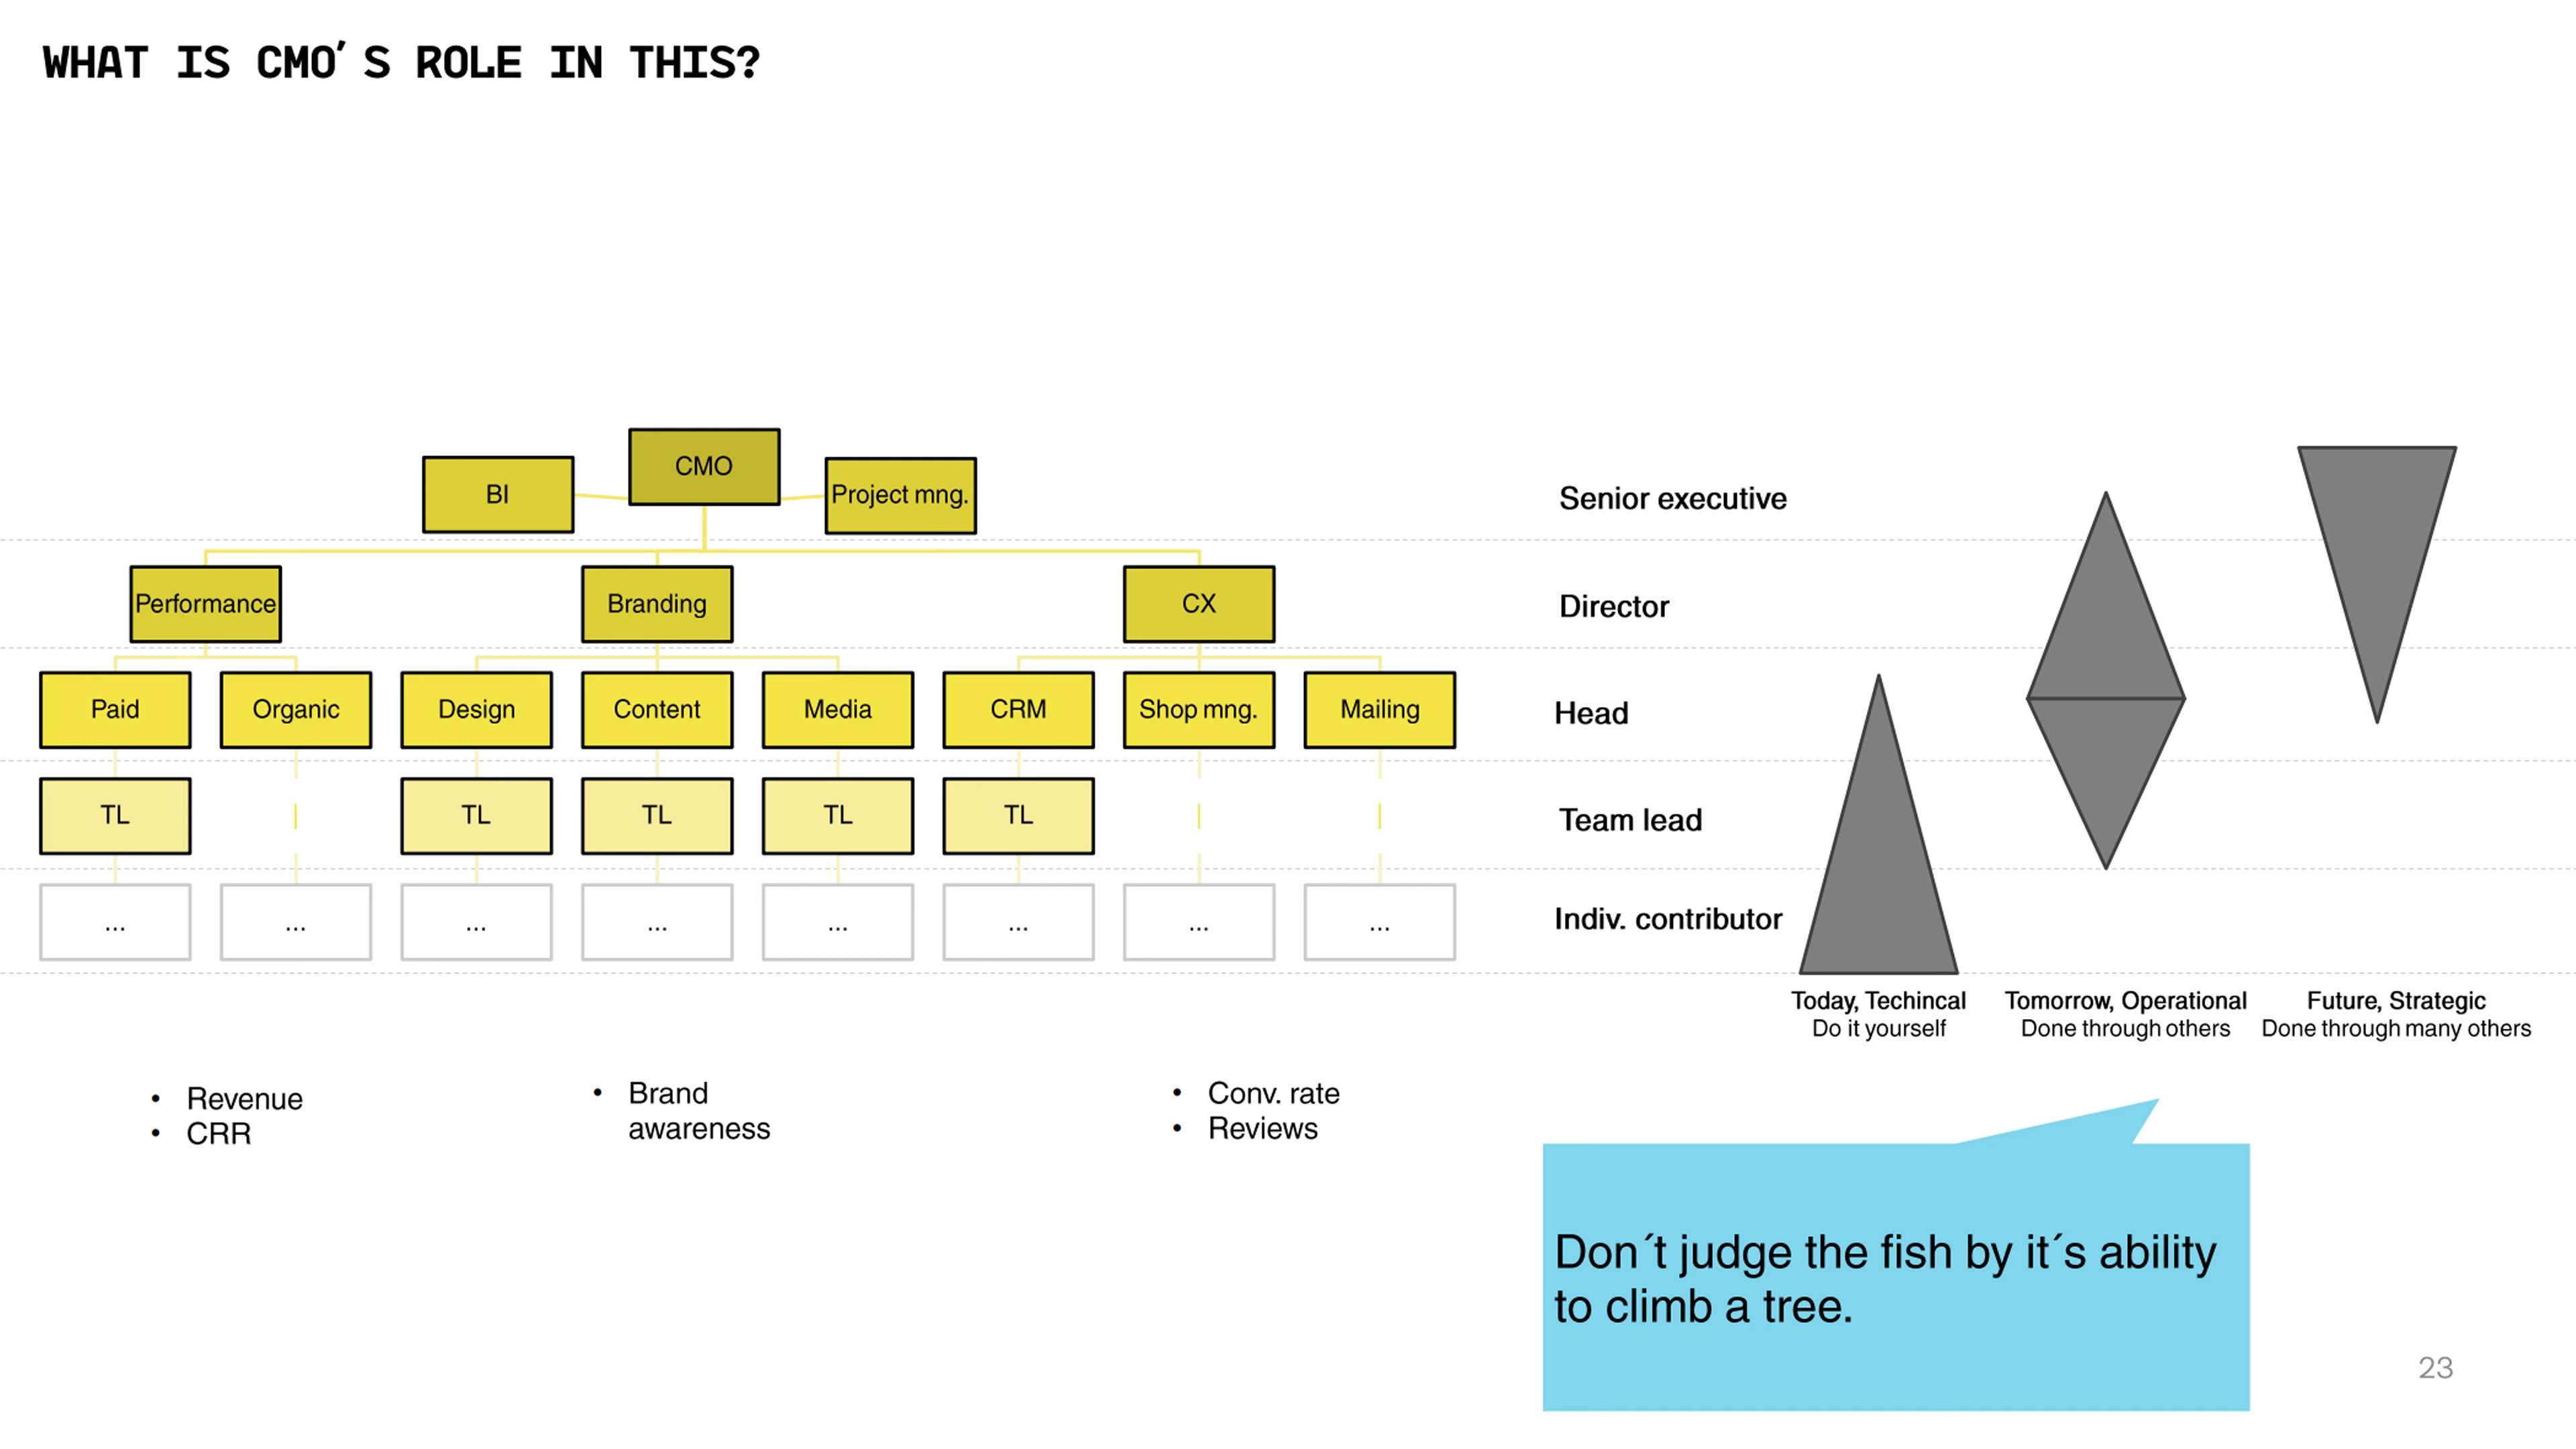 WHAT IS CMO´S ROLE IN THIS?
CMO
BI
Project mng.
Senior executive
Performance
Branding
CX
Director
Paid
Organic
Design
Content
Media
CRM
Shop mng.
Mailing
Head
TL
TL
TL
TL
TL
Team lead
...
...
...
...
...
...
...
...
Indiv. contributor
Today, Techincal
Do it yourself
Tomorrow, Operational
Done through others
Future, Strategic
Done through many others
• Revenue
• CRR
• Brand
awareness
• Conv. rate
• Reviews
Don´t judge the fish by it´s ability
to climb a tree.
23